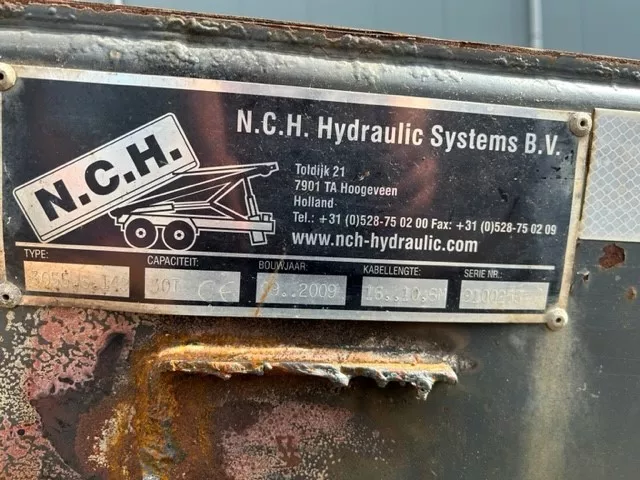 N.C.H.
N.C.H. Hydraulic Systems B.V.
Toldijk 21
7901 TA Hoogeveen
Holland
Tel.: +31 (0)528-75 02 00 Fax: +31 (0)528-75 02 09
www.nch-hydraulic.com
TYPE: CAPACITEIT: BOUWJAAR: KABELLENGTE: SERIE NR.:
30T CE 2009